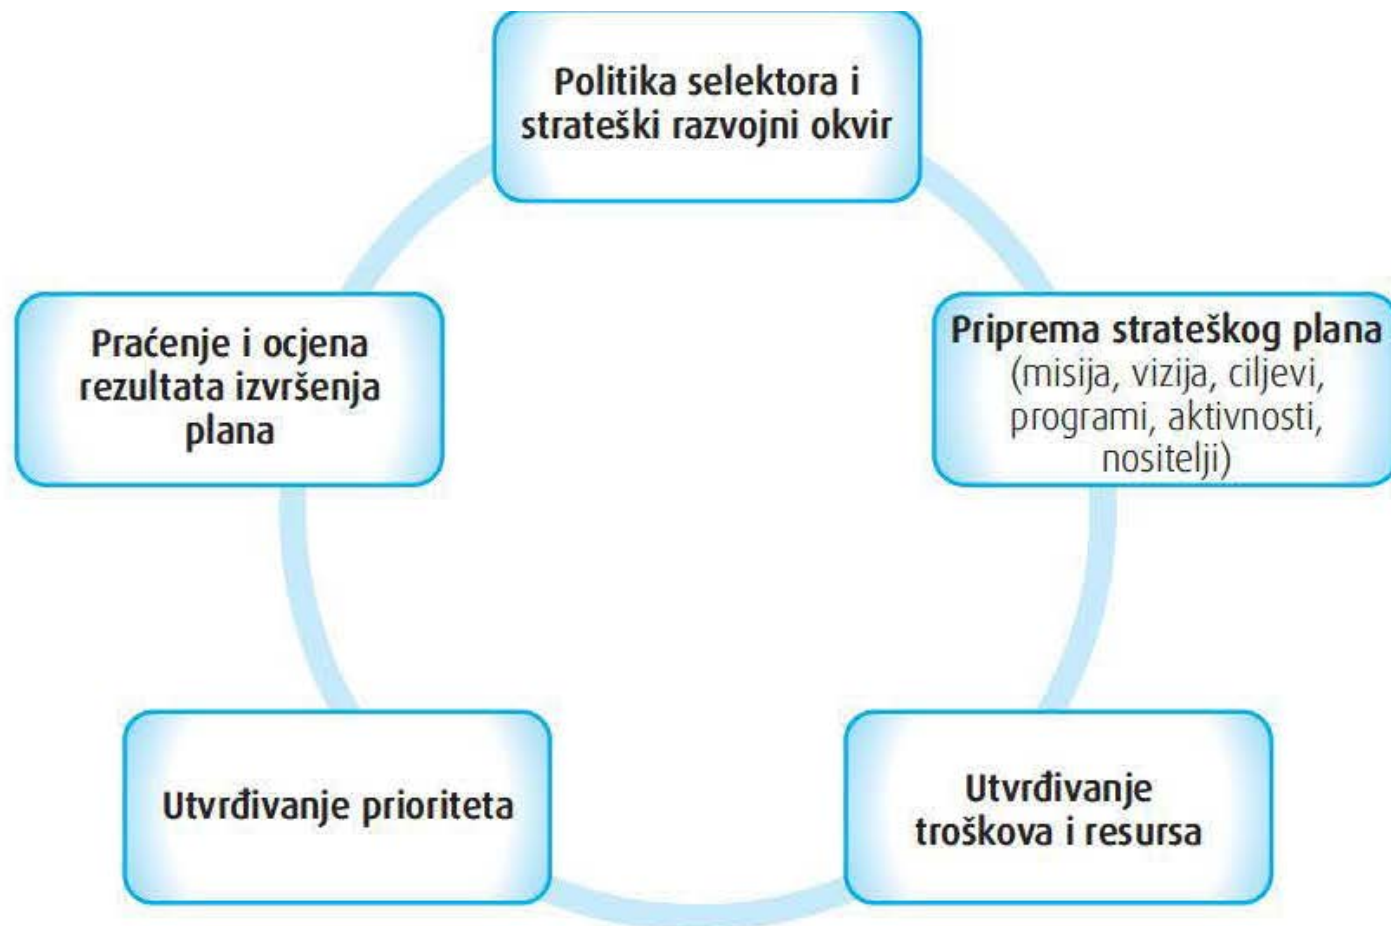 Politika selektora i
strateški razvojni okvir
Priprema strateškog plana
(misija, vizija, ciljevi,
programi, aktivnosti,
nositelji)
Utvrđivanje
troškova i resursa
Utvrđivanje prioriteta
Praćenje i ocjena
rezultata izvršenja
plana